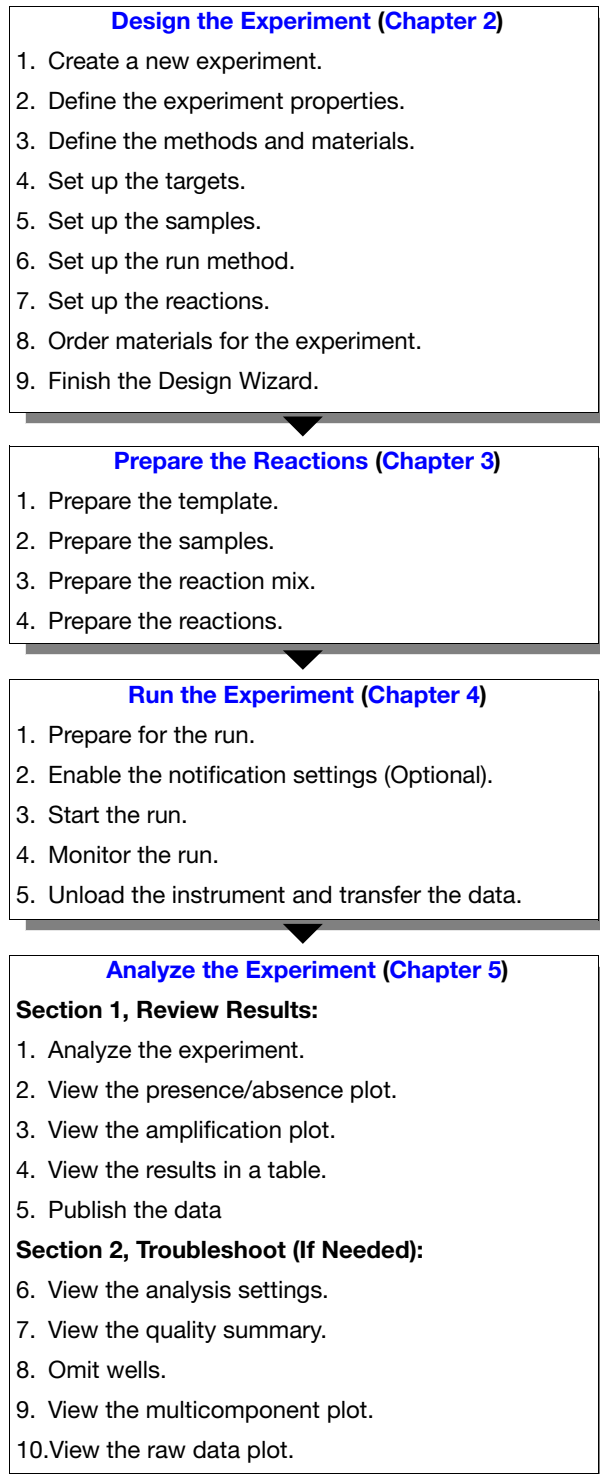 Design the Experiment (Chapter 2)
1. Create a new experiment.
2. Define the experiment properties.
3. Define the methods and materials.
4. Set up the targets.
5. Set up the samples.
6. Set up the run method.
7. Set up the reactions.
8. Order materials for the experiment.
9. Finish the Design Wizard.
Prepare the Reactions (Chapter 3)
1. Prepare the template.
2. Prepare the samples.
3. Prepare the reaction mix.
4. Prepare the reactions.
Run the Experiment (Chapter 4)
1. Prepare for the run.
2. Enable the notification settings (Optional).
3. Start the run.
4. Monitor the run.
5. Unload the instrument and transfer the data.
Analyze the Experiment (Chapter 5)
Section 1, Review Results:
1. Analyze the experiment.
2. View the presence/absence plot.
3. View the amplification plot.
4. View the results in a table.
5. Publish the data
Section 2, Troubleshoot (If Needed):
6. View the analysis settings.
7. View the quality summary.
8. Omit wells.
9. View the multicomponent plot.
10.View the raw data plot.